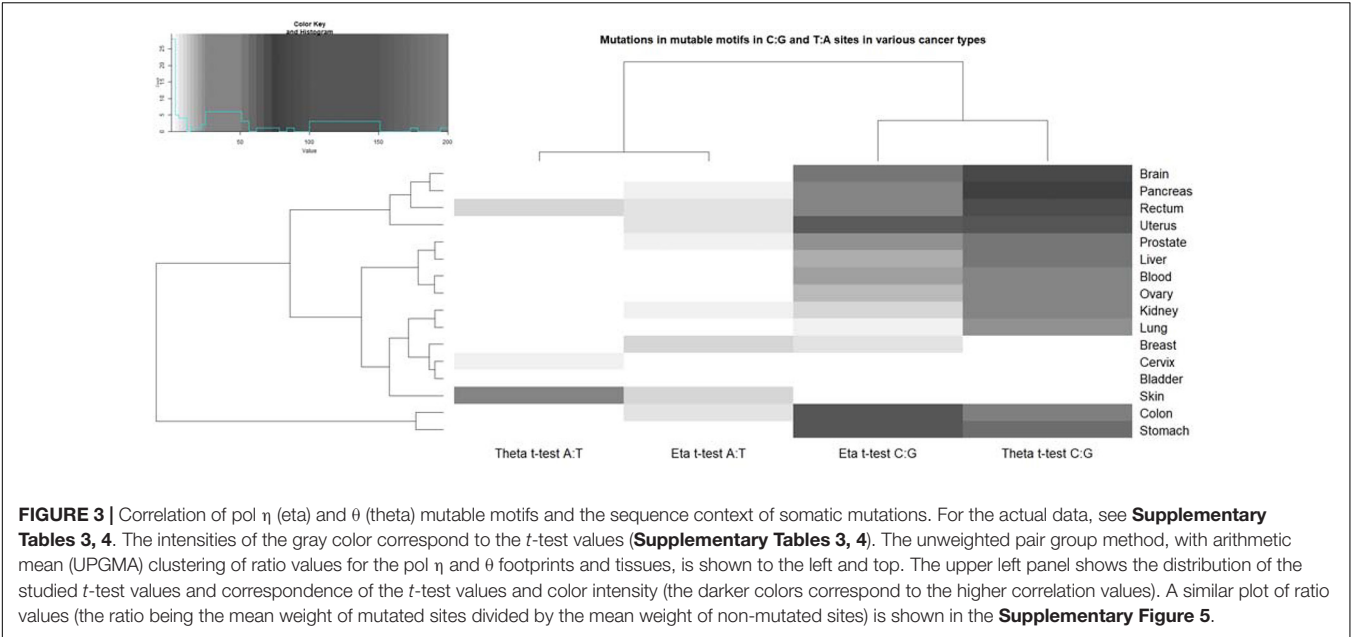 Color Key
and Histogram
Count
0 5 10 15 20 25
50 100 150 200
Value
Mutations in mutable motifs in C:G and T:A sites in various cancer types
Brain
Pancreas
Rectum
Uterus
Prostate
Liver
Blood
Ovary
Kidney
Lung
Breast
Cervix
Bladder
Skin
Colon
Stomach
Theta t-test A:T Eta t-test A:T Eta t-test C:G Theta t-test C:G
FIGURE 3 | Correlation of pol η (eta) and θ (theta) mutable motifs and the sequence context of somatic mutations. For the actual data, see Supplementary
Tables 3, 4. The intensities of the gray color correspond to the t-test values (Supplementary Tables 3, 4). The unweighted pair group method, with arithmetic
mean (UPGMA) clustering of ratio values for the pol η and θ footprints and tissues, is shown to the left and top. The upper left panel shows the distribution of the
studied t-test values and correspondence of the t-test values and color intensity (the darker colors correspond to the higher correlation values). A similar plot of ratio
values (the ratio being the mean weight of mutated sites divided by the mean weight of non-mutated sites) is shown in the Supplementary Figure 5.